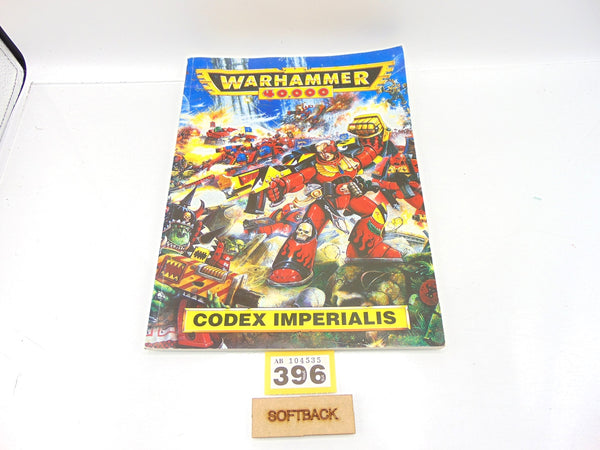 WARHAMMER
40,000
CODEX IMPERIALIS
AB 104535
396
SOFTBACK